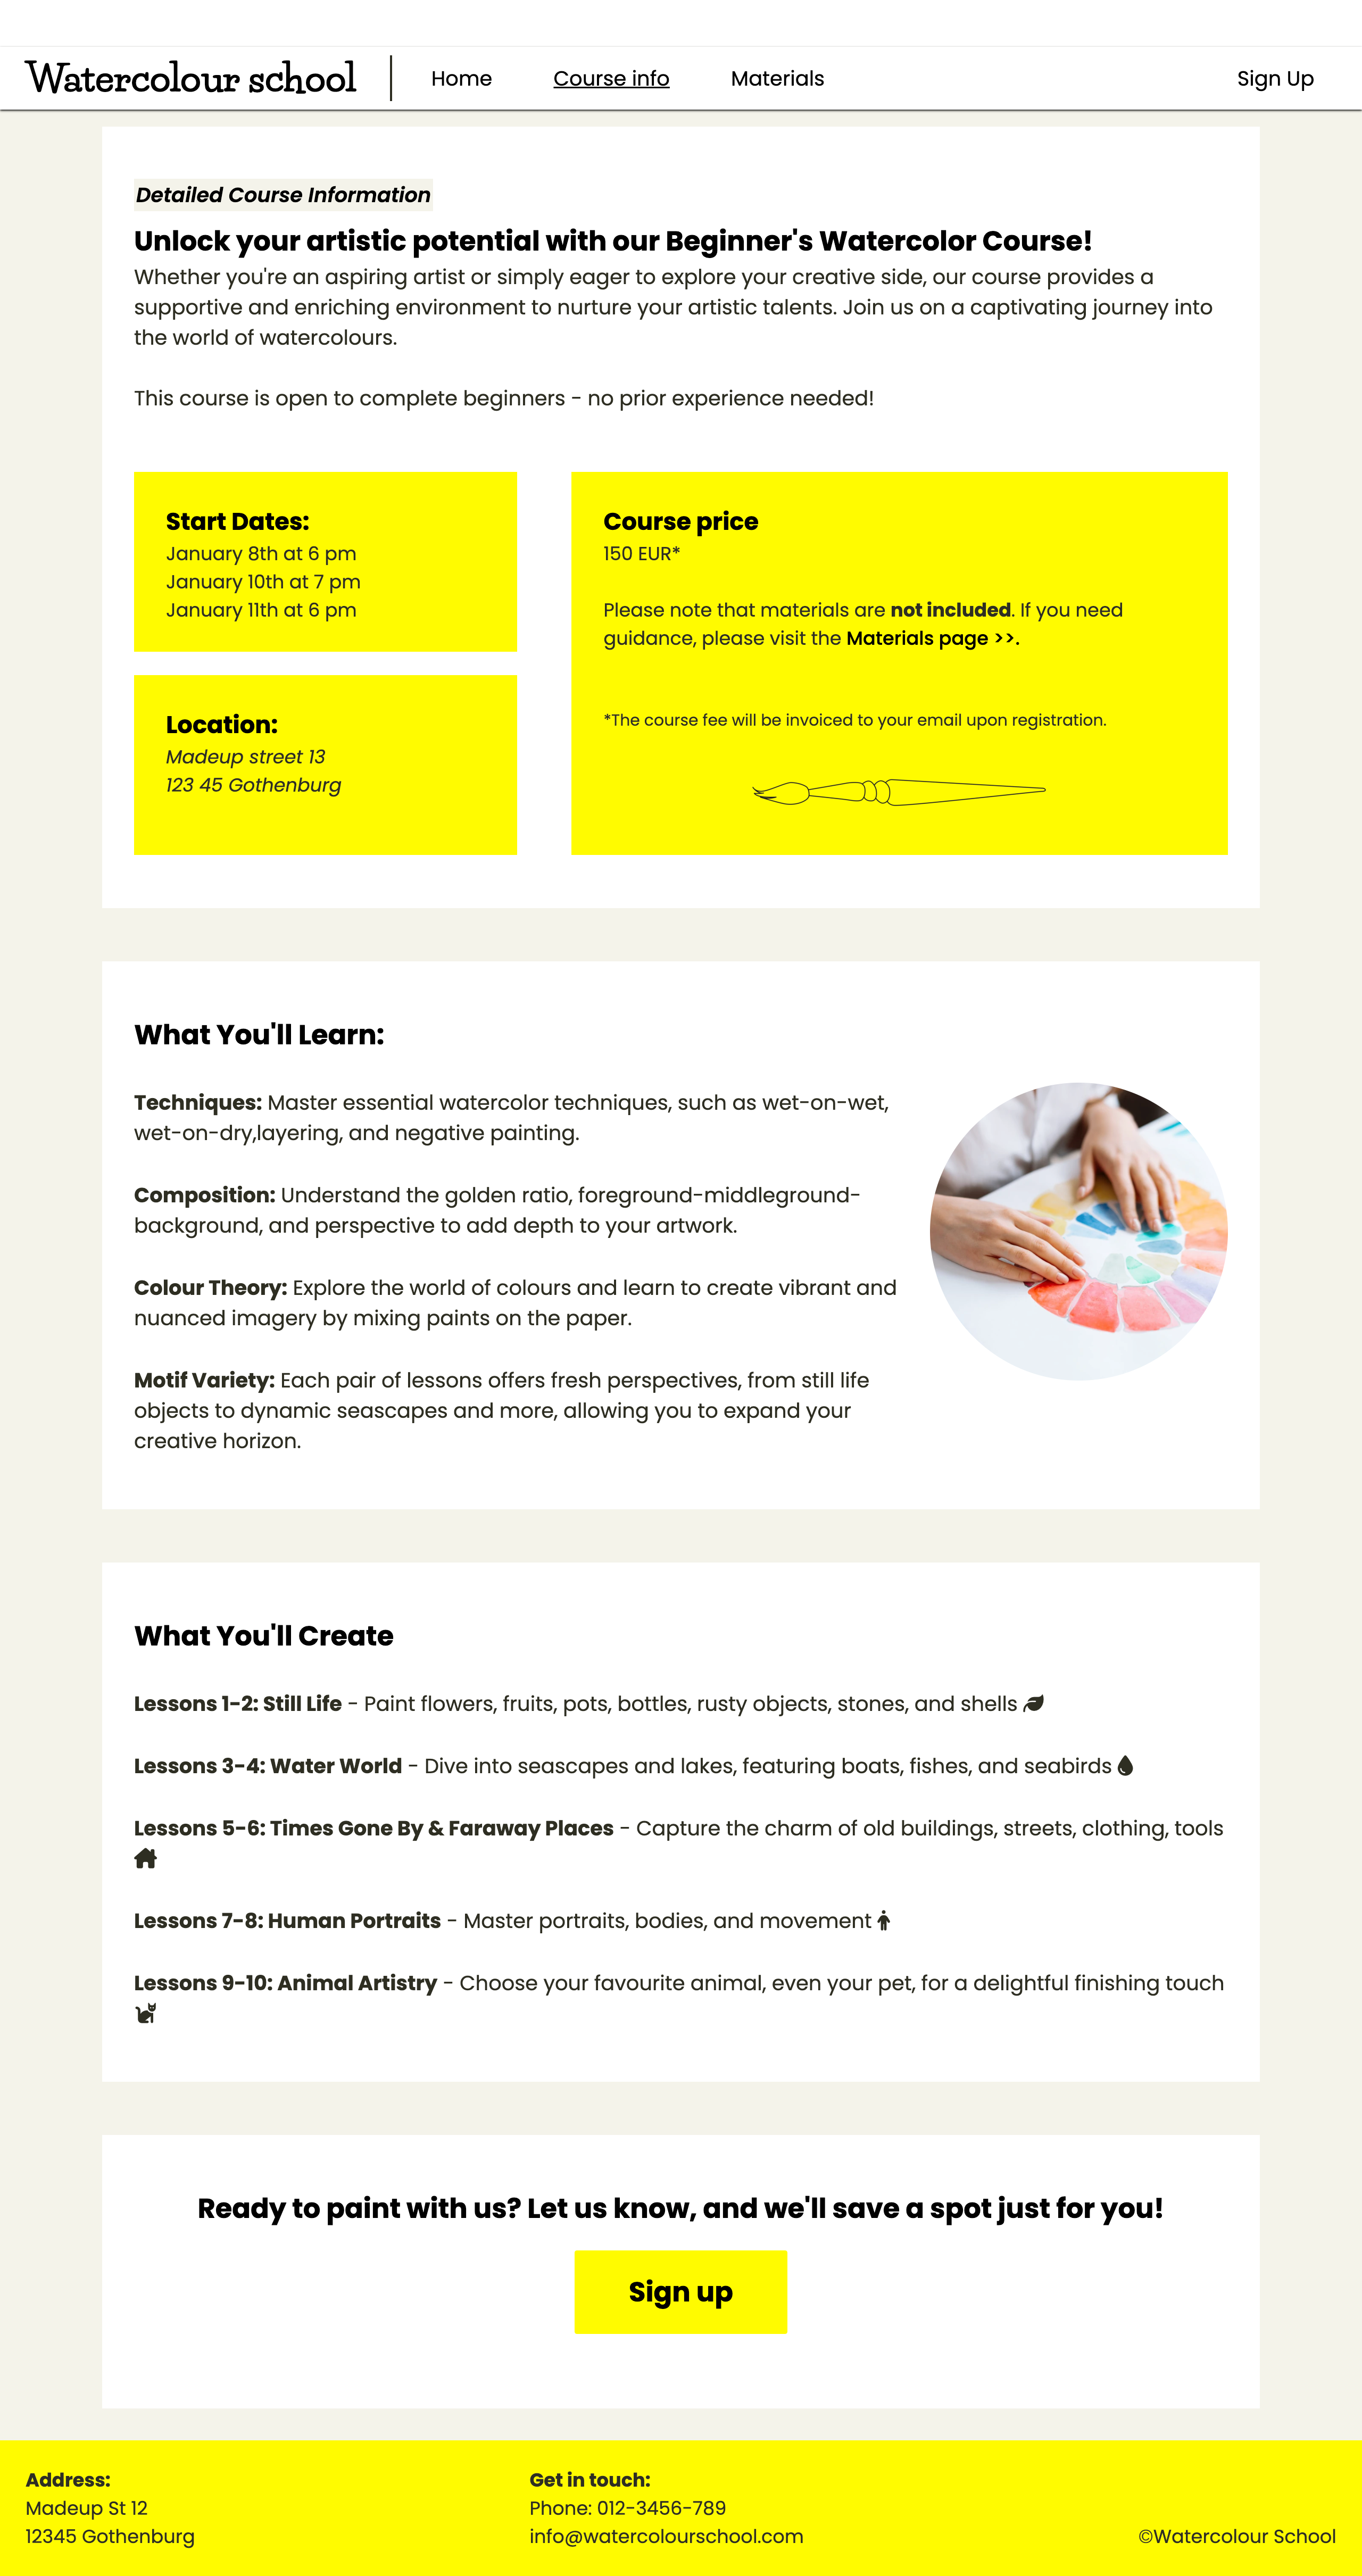 Watercolour school
Home
Course info
Materials
Sign Up
Detailed Course Information
Unlock your artistic potential with our Beginner's Watercolor Course!
Whether you're an aspiring artist or simply eager to explore your creative side, our course provides a
supportive and enriching environment to nurture your artistic talents. Join us on a captivating journey into
the world of watercolours.
This course is open to complete beginners - no prior experience needed!
Start Dates:
January 8th at 6 pm
January 10th at 7 pm
January 11th at 6 pm
Location:
Madeup street 13
123 45 Gothenburg
Course price
150 EUR*
Please note that materials are not included. If you need
guidance, please visit the Materials page >>.
*The course fee will be invoiced to your email upon registration.
What You'll Learn:
Techniques: Master essential watercolor techniques, such as wet-on-wet,
wet-on-dry,layering, and negative painting.
Composition: Understand the golden ratio, foreground-middleground-
background, and perspective to add depth to your artwork.
Colour Theory: Explore the world of colours and learn to create vibrant and
nuanced imagery by mixing paints on the paper.
Motif Variety: Each pair of lessons offers fresh perspectives, from still life
objects to dynamic seascapes and more, allowing you to expand your
creative horizon.
What You'll Create
Lessons 1-2: Still Life - Paint flowers, fruits, pots, bottles, rusty objects, stones, and shells
Lessons 3-4: Water World - Dive into seascapes and lakes, featuring boats, fishes, and seabirds
Lessons 5-6: Times Gone By & Faraway Places - Capture the charm of old buildings, streets, clothing, tools
Lessons 7-8: Human Portraits - Master portraits, bodies, and movement
Lessons 9-10: Animal Artistry - Choose your favourite animal, even your pet, for a delightful finishing touch
Ready to paint with us? Let us know, and we'll save a spot just for you!
Sign up
Address:
Madeup St 12
12345 Gothenburg
Get in touch:
Phone: 012-3456-789
info@watercolourschool.com
©Watercolour School